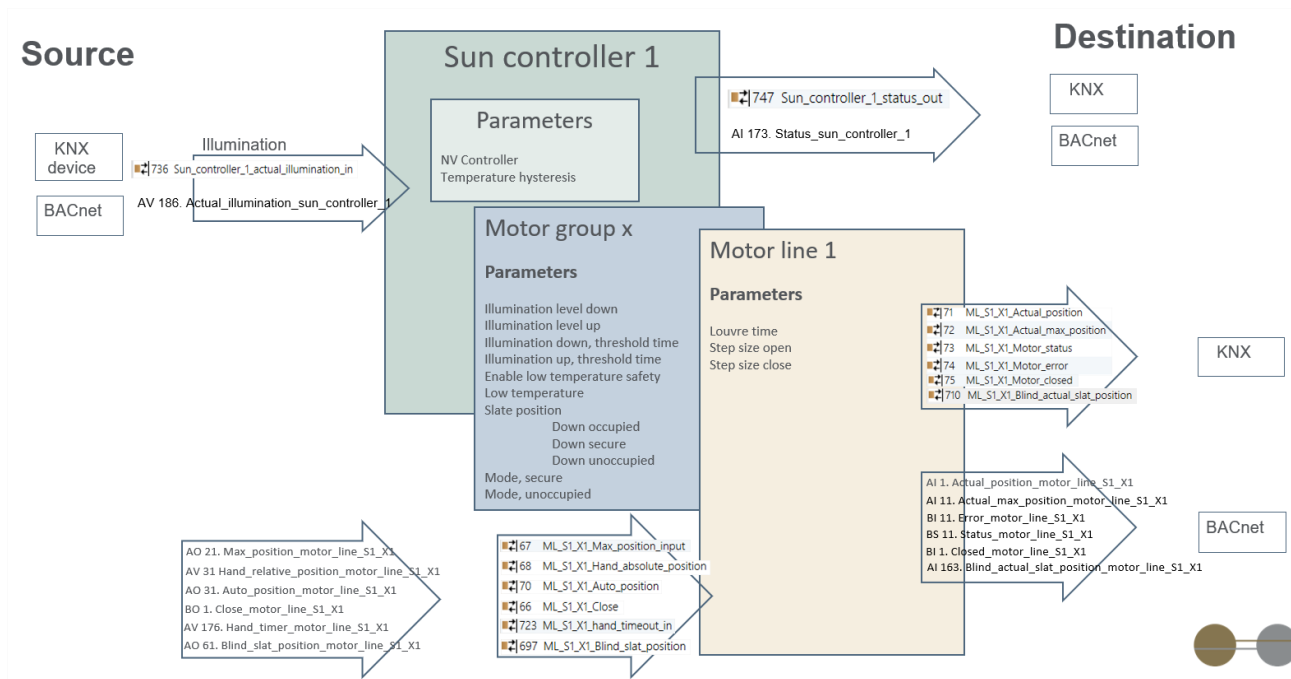 Source
Destination
Sun controller 1
Parameters
NV Controller
Temperature hysteresis
KNX
device
BACnet
Illumination
736 Sun_controller_1_actual_illumination_in
AV 186. Actual_illumination_sun_controller_1
747 Sun_controller_1_status_out
AI 173. Status_sun_controller_1
KNX
BACnet
Motor group x
Parameters
Illumination level down
Illumination level up
Illumination down, threshold time
Illumination up, threshold time
Enable low temperature safety
Low temperature
Slate position
Down occupied
Down secure
Down unoccupied
Mode, secure
Mode, unoccupied
Motor line 1
Parameters
Louvre time
Step size open
Step size close
71 ML_S1_X1_Actual_position
72 ML_S1_X1_Actual_max_position
73 ML_S1_X1_Motor_status
74 ML_S1_X1_Motor_error
75 ML_S1_X1_Motor_closed
710 ML_S1_X1_Blind_actual_slat_position
KNX
AI 1. Actual_position_motor_line_S1_X1
AI 11. Actual_max_position_motor_line_S1_X1
BI 11. Error_motor_line_S1_X1
BS 11. Status_motor_line_S1_X1
BI 1. Closed_motor_line_S1_X1
AI 163. Blind_actual_slat_position_motor_line_S1_X1
BACnet
AO 21. Max_position_motor_line_S1_X1
AV 31 Hand_relative_position_motor_line_S1_X1
AO 31. Auto_position_motor_line_S1_X1
BO 1. Close_motor_line_S1_X1
AV 176. Hand_timer_motor_line_S1_X1
AO 61. Blind_slat_position_motor_line_S1_X1
67 ML_S1_X1_Max_position_input
68 ML_S1_X1_Hand_absolute_position
70 ML_S1_X1_Auto_position
66 ML_S1_X1_Close
723 ML_S1_X1_hand_timeout_in
697 ML_S1_X1_Blind_slat_position